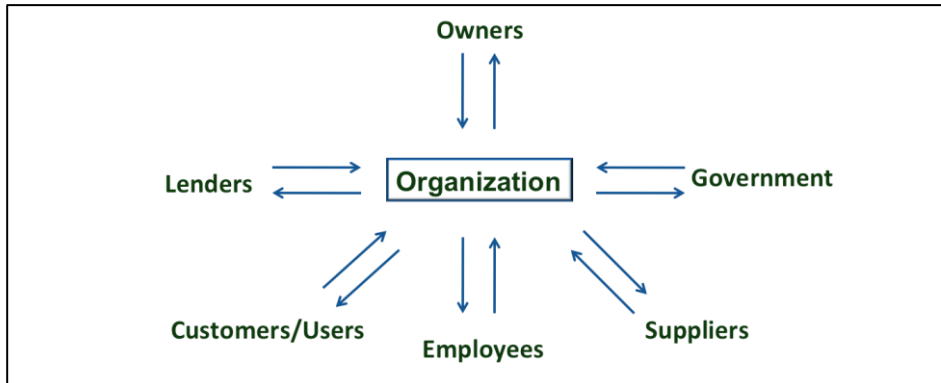 Owners
Lenders
Organization
Government
Customers/Users
Employees
Suppliers